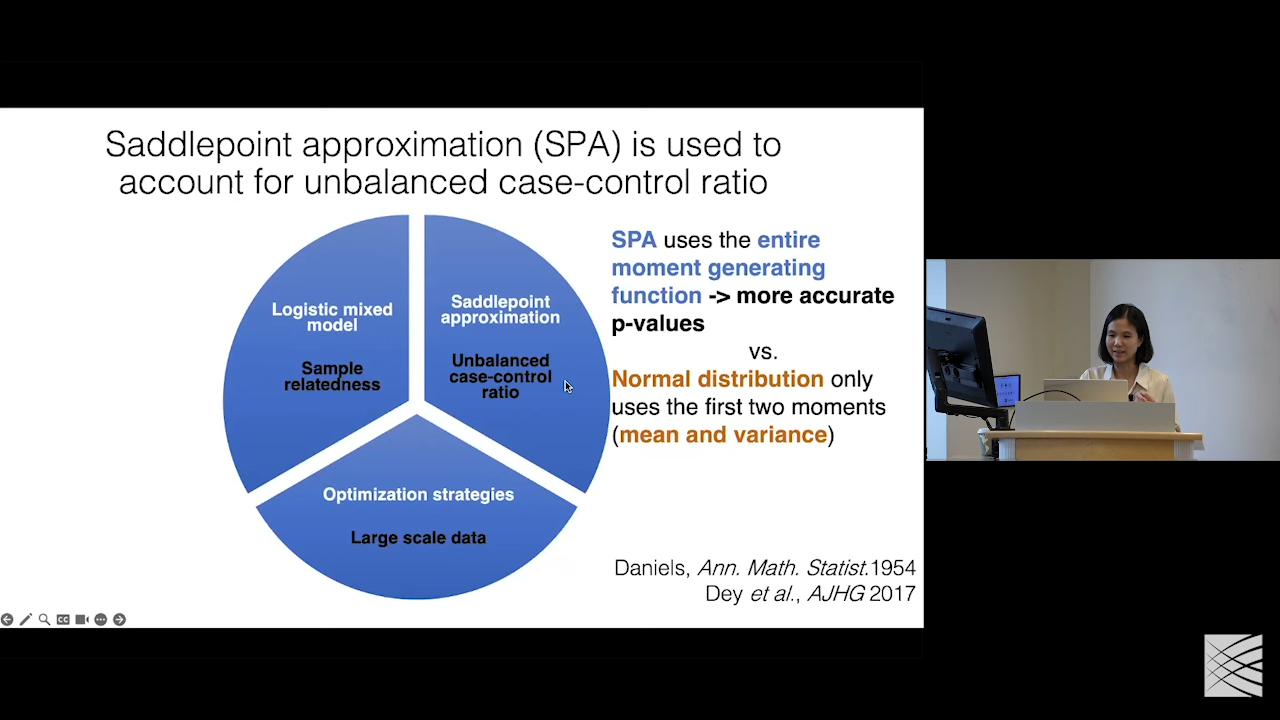 Saddlepoint approximation (SPA) is used to
account for unbalanced case-control ratio
Logistic mixed
model
Sample
relatedness
Saddlepoint
approximation
Unbalanced
case-control
ratio
Optimization strategies
Large scale data
SPA uses the entire
moment generating
function -> more accurate
p-values
vs.
Normal distribution only
uses the first two moments
(mean and variance)
Daniels, Ann. Math. Statist.1954
Dey et al., AJHG 2017
CC